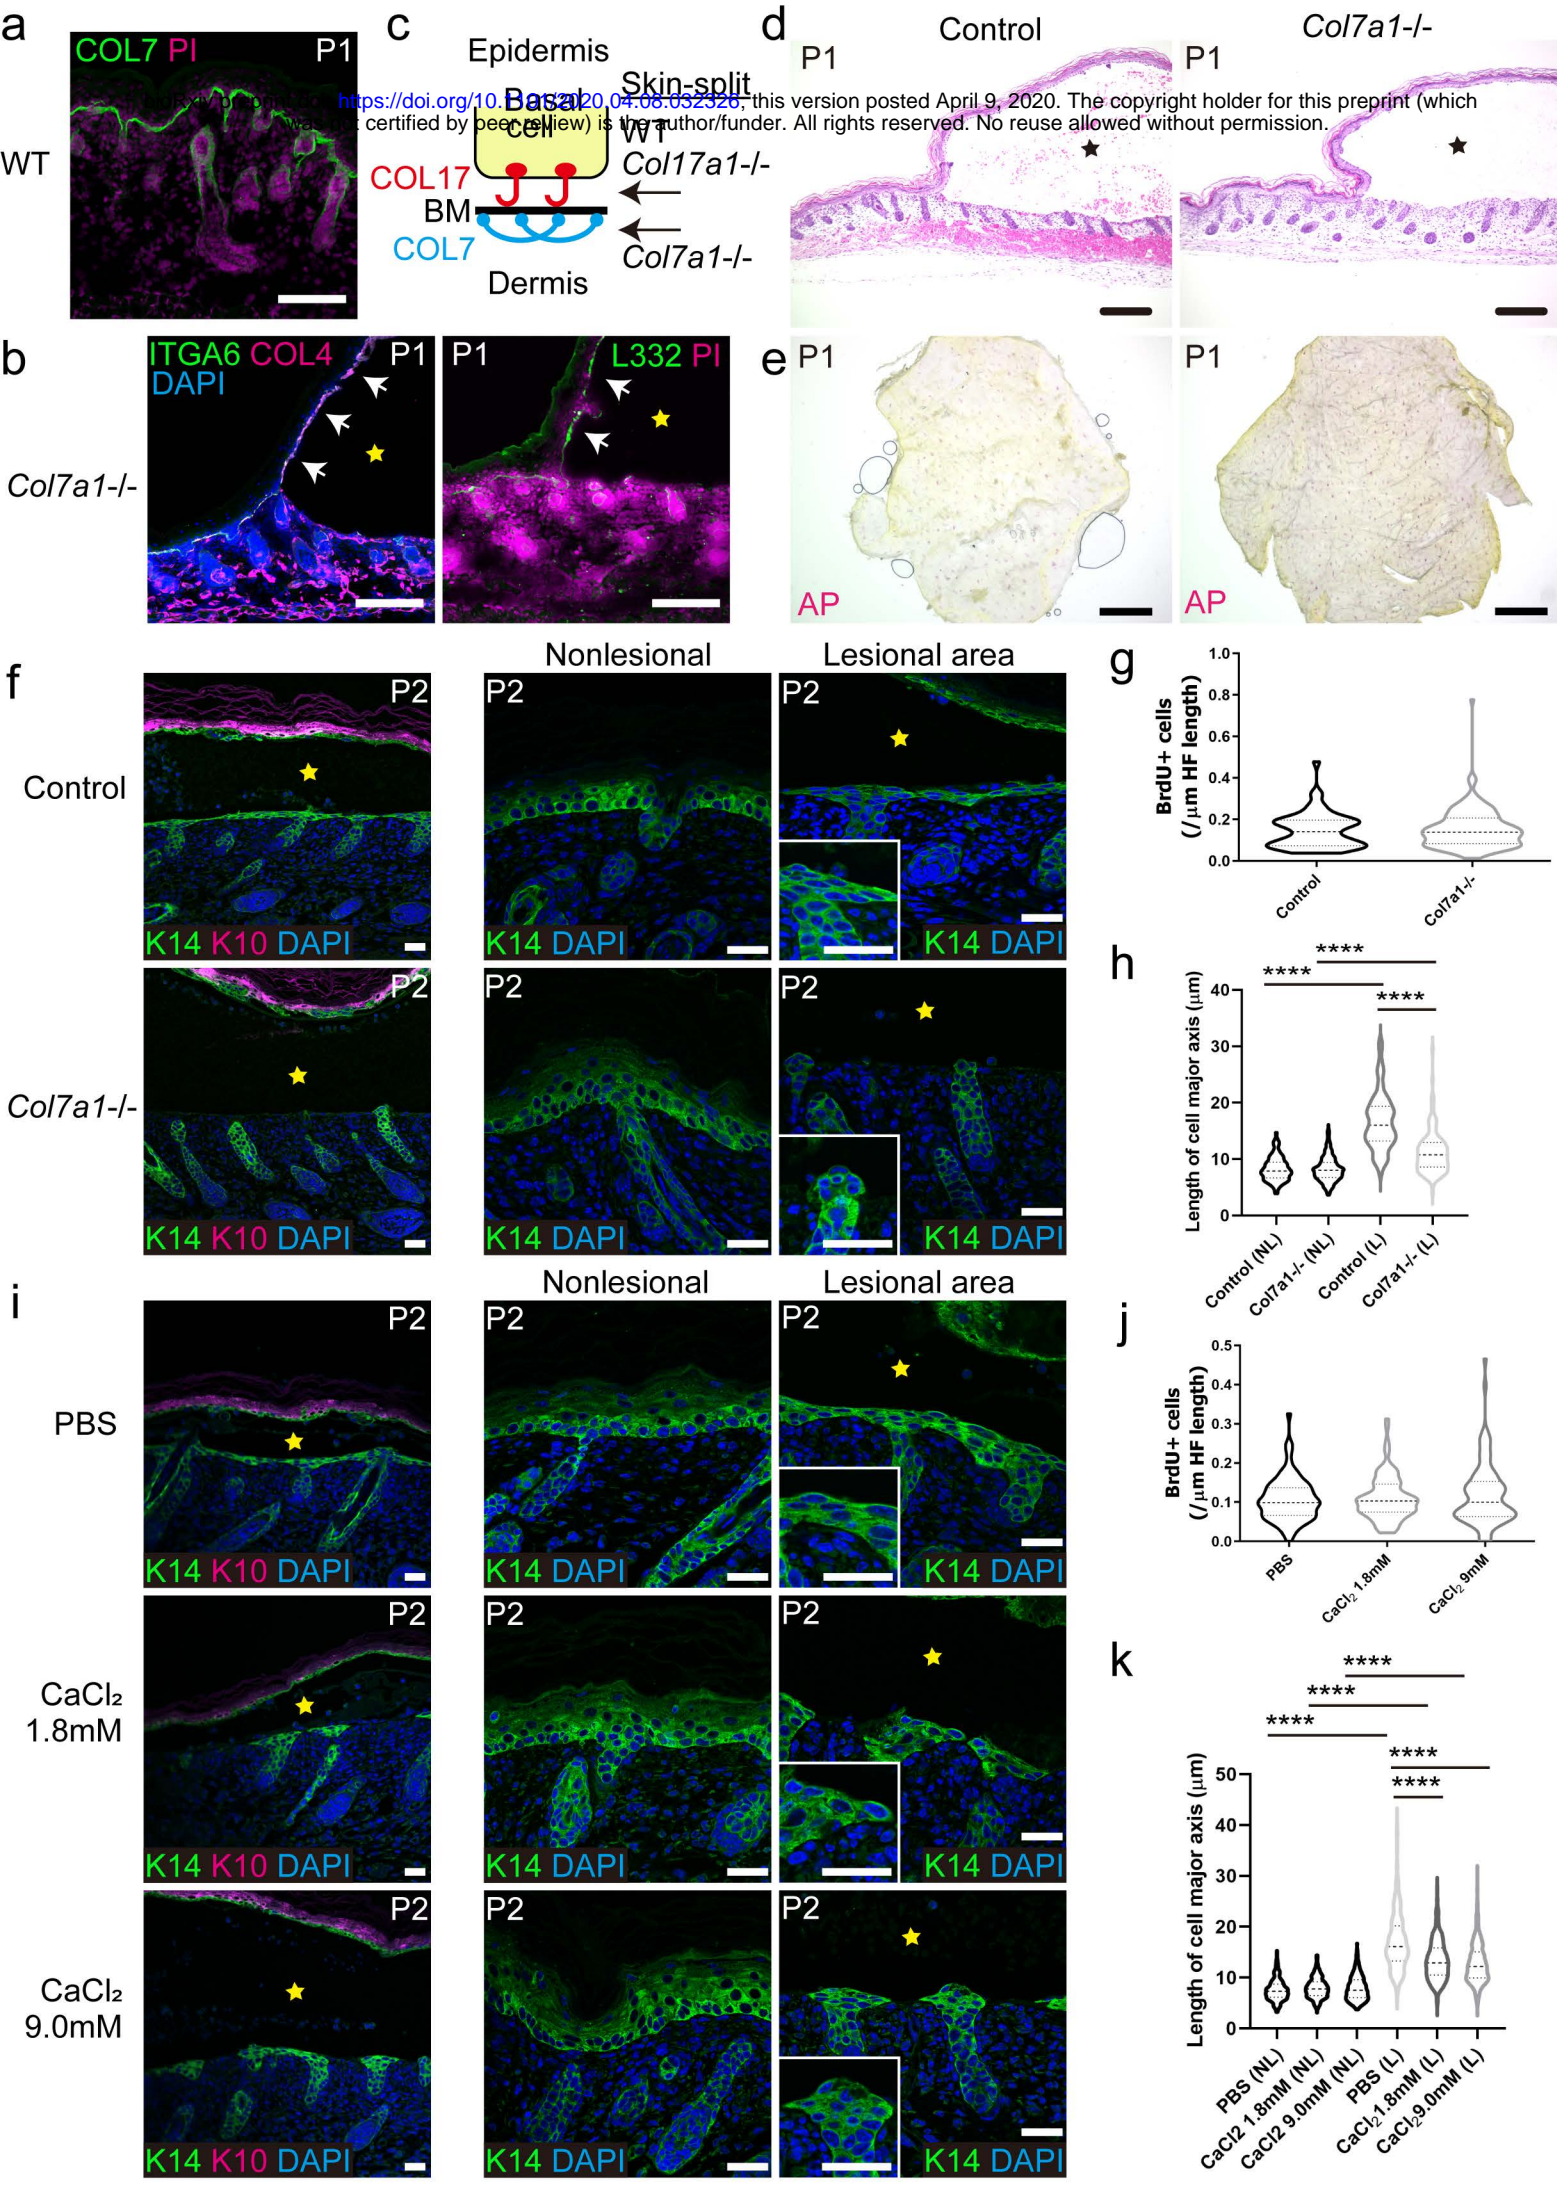 a
COL7 PI
P1
WT
b
ITGA6 COL4
DAPI
P1
P1
L332 PI
Col7a1-/-
c
Epidermis
Basal
cell
COL17
BM
COL7
Dermis
Skin-split
WT
Col17a1-/-
Col7a1-/-
https://doi.org/10.1101/2020.04.08.032326; this version posted April 9, 2020. The copyright holder for this preprint (which
was not certified by peer review) is the author/funder. All rights reserved. No reuse allowed without permission.
d
Control
Col7a1-/-
P1
P1
e
P1
AP
P1
AP
f
Nonlesional
Lesional area
Control
P2
K14 K10 DAPI
P2
K14 DAPI
P2
K14 DAPI
Col7a1-/-
P2
K14 K10 DAPI
P2
K14 DAPI
P2
K14 DAPI
g
BrdU+ cells
(/μm HF length)
1.0
0.8
0.6
0.4
0.2
0.0
Control
Col7a1-/-
h
****
****
****
Length of cell major axis (μm)
40
30
20
10
0
Control (NL)
Col7a1-/- (NL)
Control (L)
Col7a1-/- (L)
i
Nonlesional
Lesional area
PBS
P2
K14 K10 DAPI
P2
K14 DAPI
P2
K14 DAPI
CaCl₂
1.8mM
P2
K14 K10 DAPI
P2
K14 DAPI
P2
K14 DAPI
CaCl₂
9.0mM
P2
K14 K10 DAPI
P2
K14 DAPI
P2
K14 DAPI
j
BrdU+ cells
(/μm HF length)
0.5
0.4
0.3
0.2
0.1
0.0
PBS
CaCl₂ 1.8mM
CaCl₂ 9mM
k
****
****
****
****
****
Length of cell major axis (μm)
50
40
30
20
10
0
PBS (NL)
CaCl2 1.8mM (NL)
CaCl2 9.0mM (NL)
PBS (L)
CaCl₂1.8mM (L)
CaCl₂9.0mM (L)